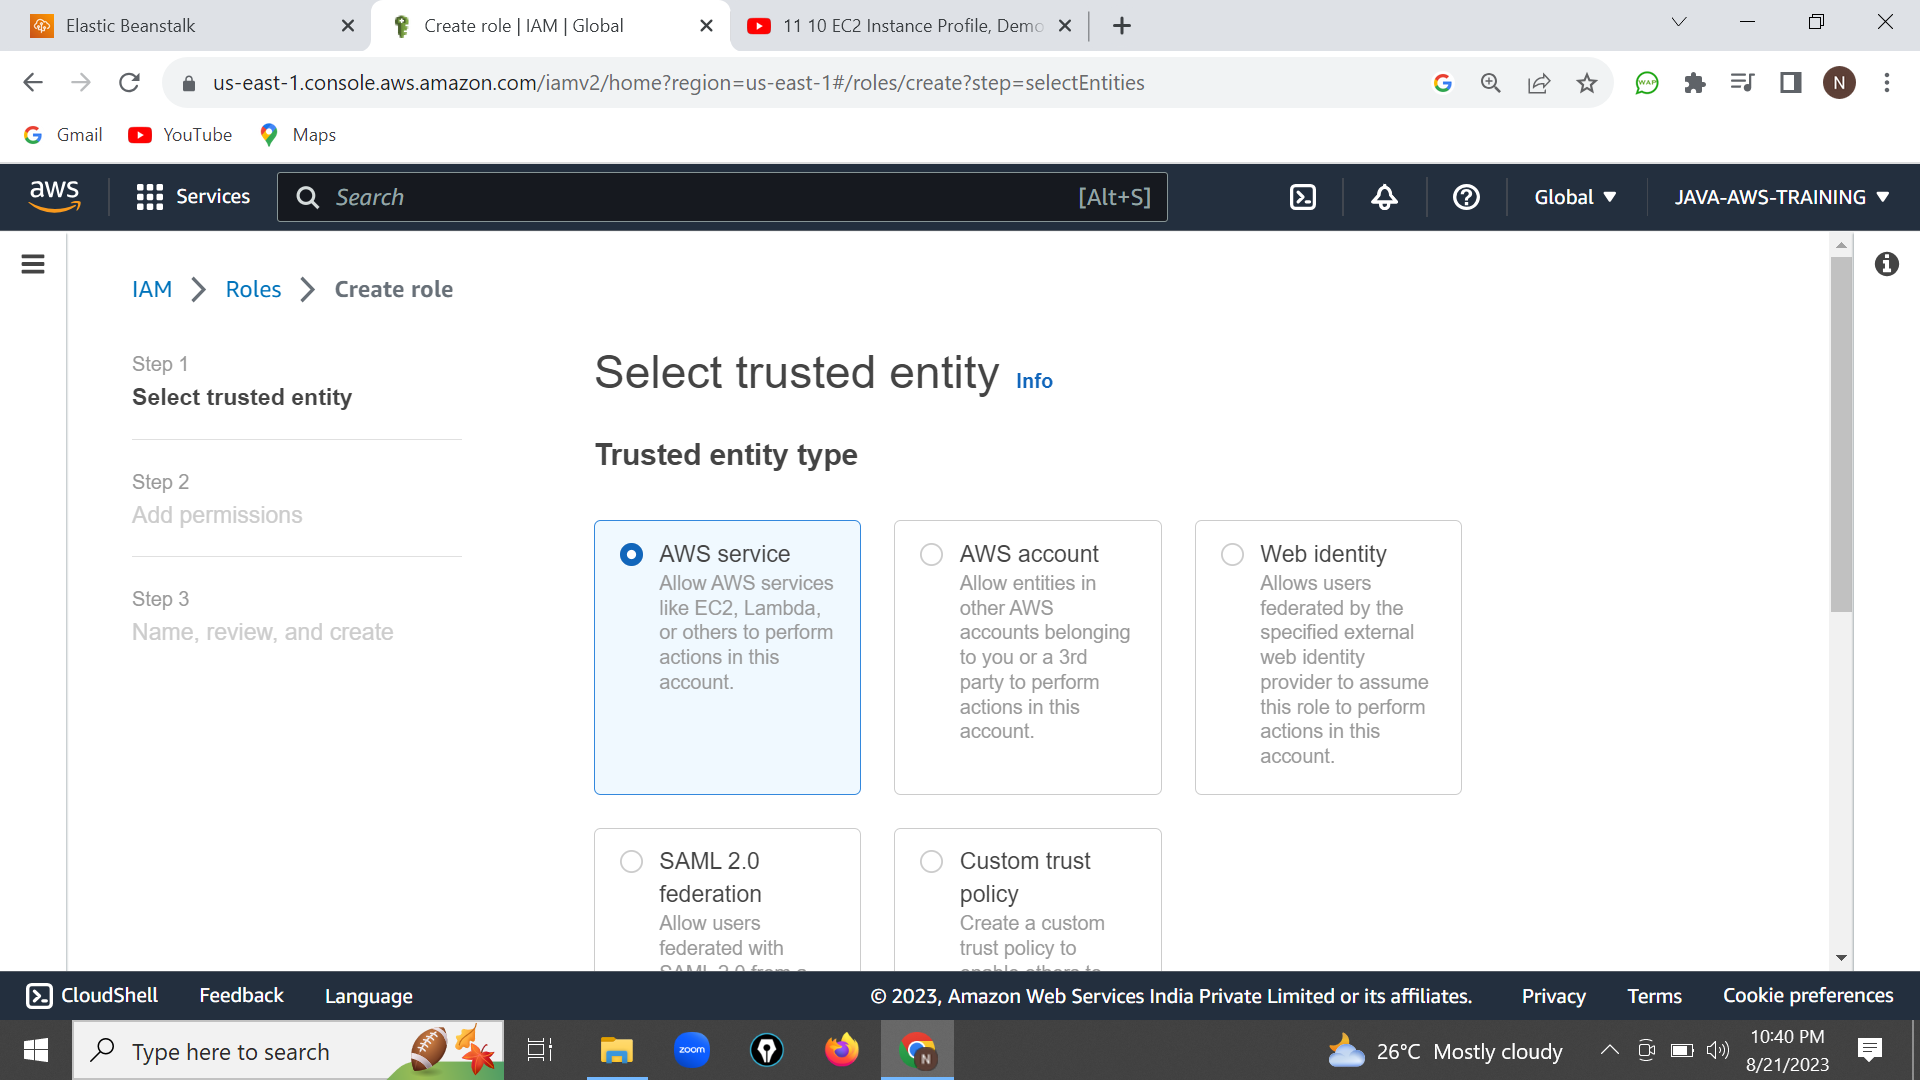 Elastic Beanstalk
Create role | IAM | Global
11 10 EC2 Instance Profile, Demo
us-east-1.console.aws.amazon.com/iamv2/home?region=us-east-1#/roles/create?step=selectEntities
N
Gmail
YouTube
Maps
aws
Services
Search
[Alt+S]
Global
JAVA-AWS-TRAINING
IAM
Roles
Create role
Step 1
Select trusted entity
Step 2
Add permissions
Step 3
Name, review, and create
Select trusted entity Info
Trusted entity type
AWS service
Allow AWS services
like EC2, Lambda,
or others to perform
actions in this
account.
AWS account
Allow entities in
other AWS
accounts belonging
to you or a 3rd
party to perform
actions in this
account.
Web identity
Allows users
federated by the
specified external
web identity
provider to assume
this role to perform
actions in this
account.
SAML 2.0
federation
Allow users
federated with
SAML 2.0 from a
Custom trust
policy
Create a custom
trust policy to
enable others to
CloudShell
Feedback
Language
© 2023, Amazon Web Services India Private Limited or its affiliates.
Privacy
Terms
Cookie preferences
Type here to search
zoom
N
26°C Mostly cloudy
10:40 PM
8/21/2023